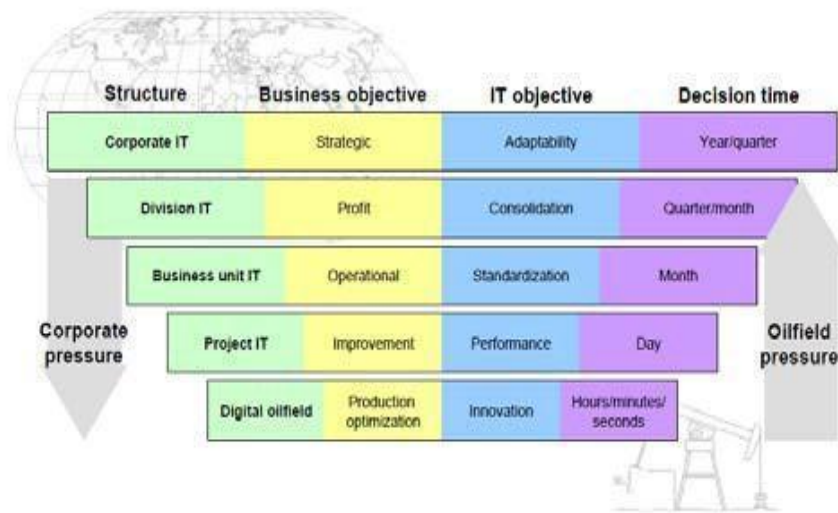 Structure Business objective IT objective Decision time
Corporate IT Strategic Adaptability Year/quarter
Division IT Profit Consolidation Quarter/month
Business unit IT Operational Standardization Month
Corporate
pressure
Project IT Improvement Performance Day
Oilfield
pressure
Digital oilfield Production
optimization Innovation Hours/minutes/
seconds